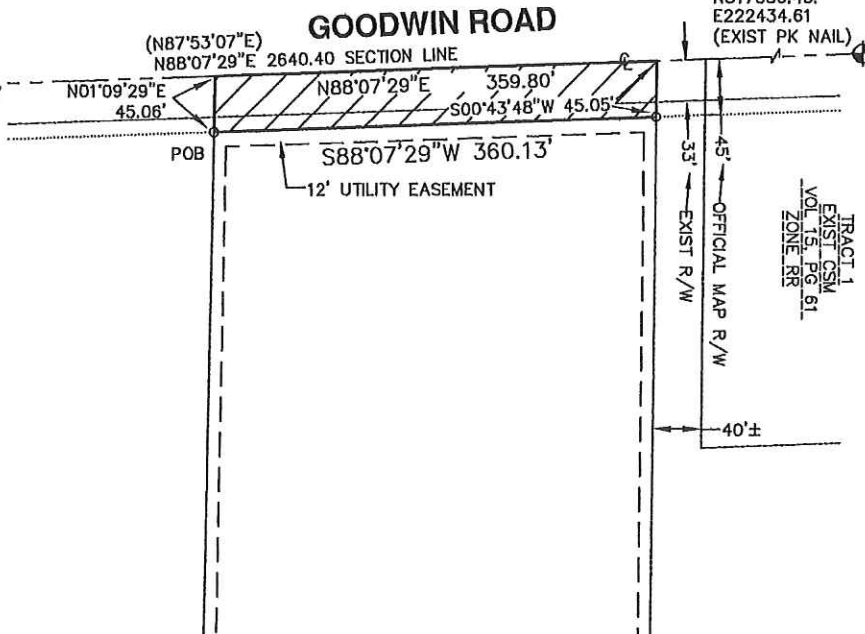 GOODWIN ROAD
E222434.61
(EXIST PK NAIL)
(N87°53'07"E)
N88°07'29"E 2640.40 SECTION LINE
N01°09'29"E
45.06'
N88°07'29"E 359.80'
S00°43'48"W 45.05'
POB
S88°07'29"W 360.13'
12' UTILITY EASEMENT
33'
EXIST R/W
45'
OFFICIAL MAP R/W
TRACT 1
EXIST CSM
VOL 15, PG 61
ZONE RR
40'±